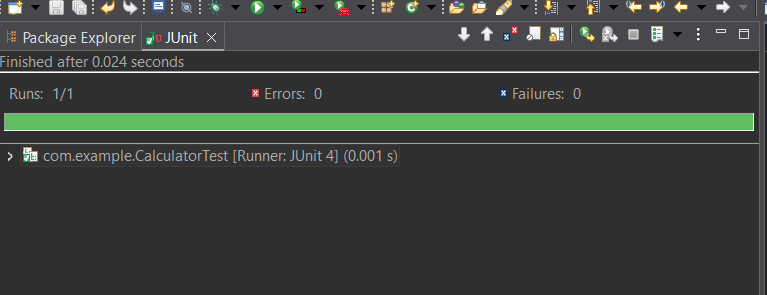 Package Explorer JUnit
Finished after 0.024 seconds
Runs: 1/1 Errors: 0 Failures: 0
com.example.CalculatorTest [Runner: JUnit 4] (0.001 s)